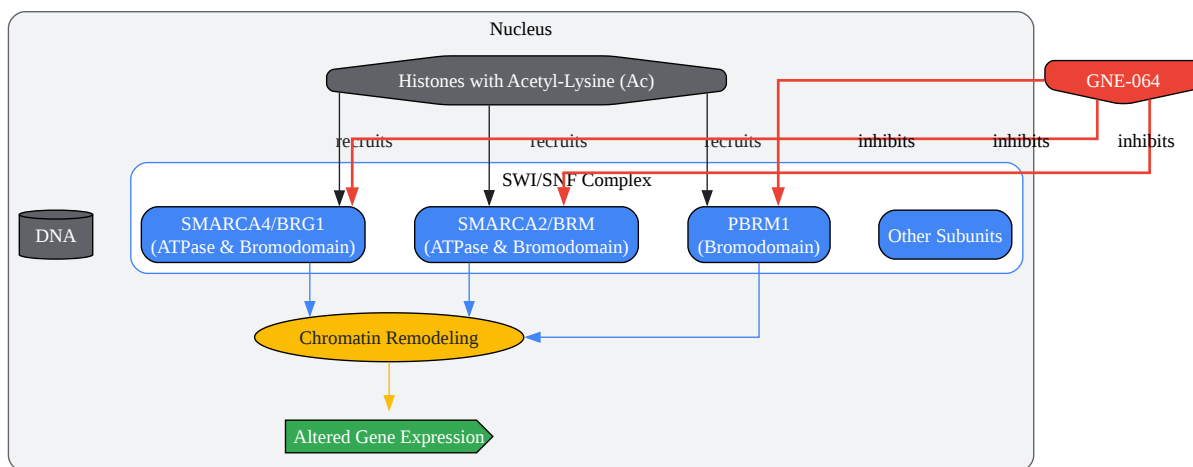 Nucleus
Histones with Acetyl-Lysine (Ac)
GNE-064
recruits
recruits
recruits
inhibits
inhibits
inhibits
SWI/SNF Complex
DNA
SMARCA4/BRG1
(ATPase & Bromodomain)
SMARCA2/BRM
(ATPase & Bromodomain)
PBRM1
(Bromodomain)
Other Subunits
Chromatin Remodeling
Altered Gene Expression